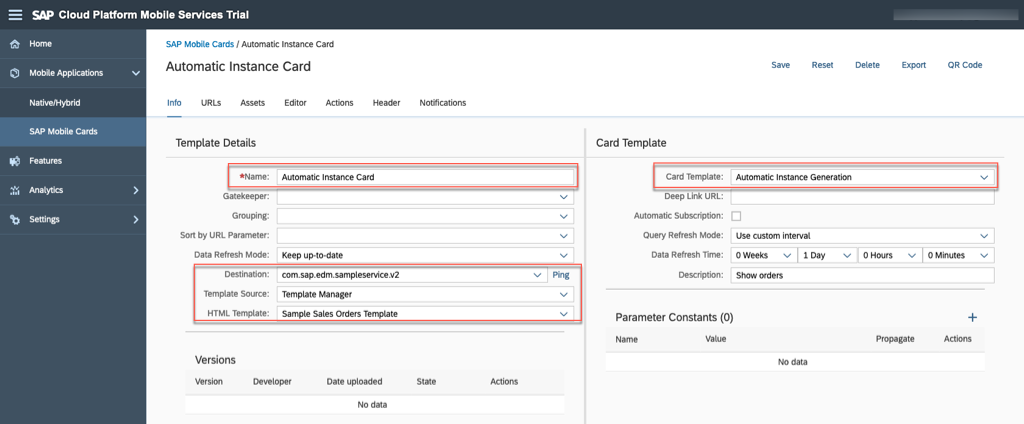 SAP Cloud Platform Mobile Services Trial
Home
Mobile Applications
Native/Hybrid
SAP Mobile Cards
Features
Analytics
Settings
SAP Mobile Cards / Automatic Instance Card
Automatic Instance Card
Save Reset Delete Export QR Code
Info URLs Assets Editor Actions Header Notifications
Template Details
*Name: Automatic Instance Card
Gatekeeper:
Grouping:
Sort by URL Parameter:
Data Refresh Mode: Keep up-to-date
Destination: com.sap.edm.sampleservice.v2 Ping
Template Source: Template Manager
HTML Template: Sample Sales Orders Template
Versions
Version Developer Date uploaded State Actions
No data
Card Template
Card Template: Automatic Instance Generation
Deep Link URL:
Automatic Subscription:
Query Refresh Mode: Use custom interval
Data Refresh Time: 0 Weeks 1 Day 0 Hours 0 Minutes
Description: Show orders
Parameter Constants (0) +
Name Value Propagate Actions
No data